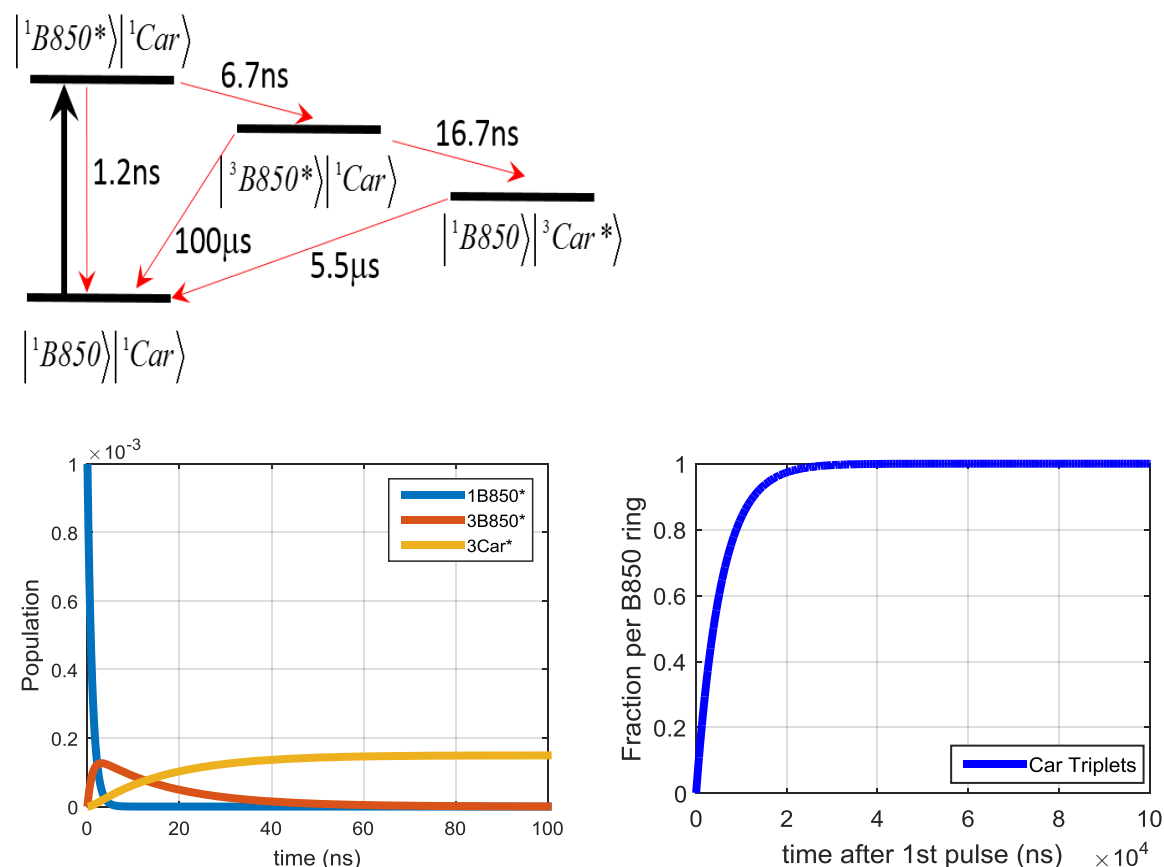 |¹B850*⟩|¹Car⟩
6.7ns
16.7ns
1.2ns
|³B850*⟩|¹Car⟩
|¹B850⟩|³Car*⟩
100μs
5.5μs
|¹B850⟩|¹Car⟩
×10⁻³
1
0.8
0.6
0.4
0.2
0
Population
1B850*
3B850*
3Car*
0 20 40 60 80 100
time (ns)
1
0.8
0.6
0.4
0.2
0
Fraction per B850 ring
Car Triplets
0 2 4 6 8 10
time after 1st pulse (ns) ×10⁴